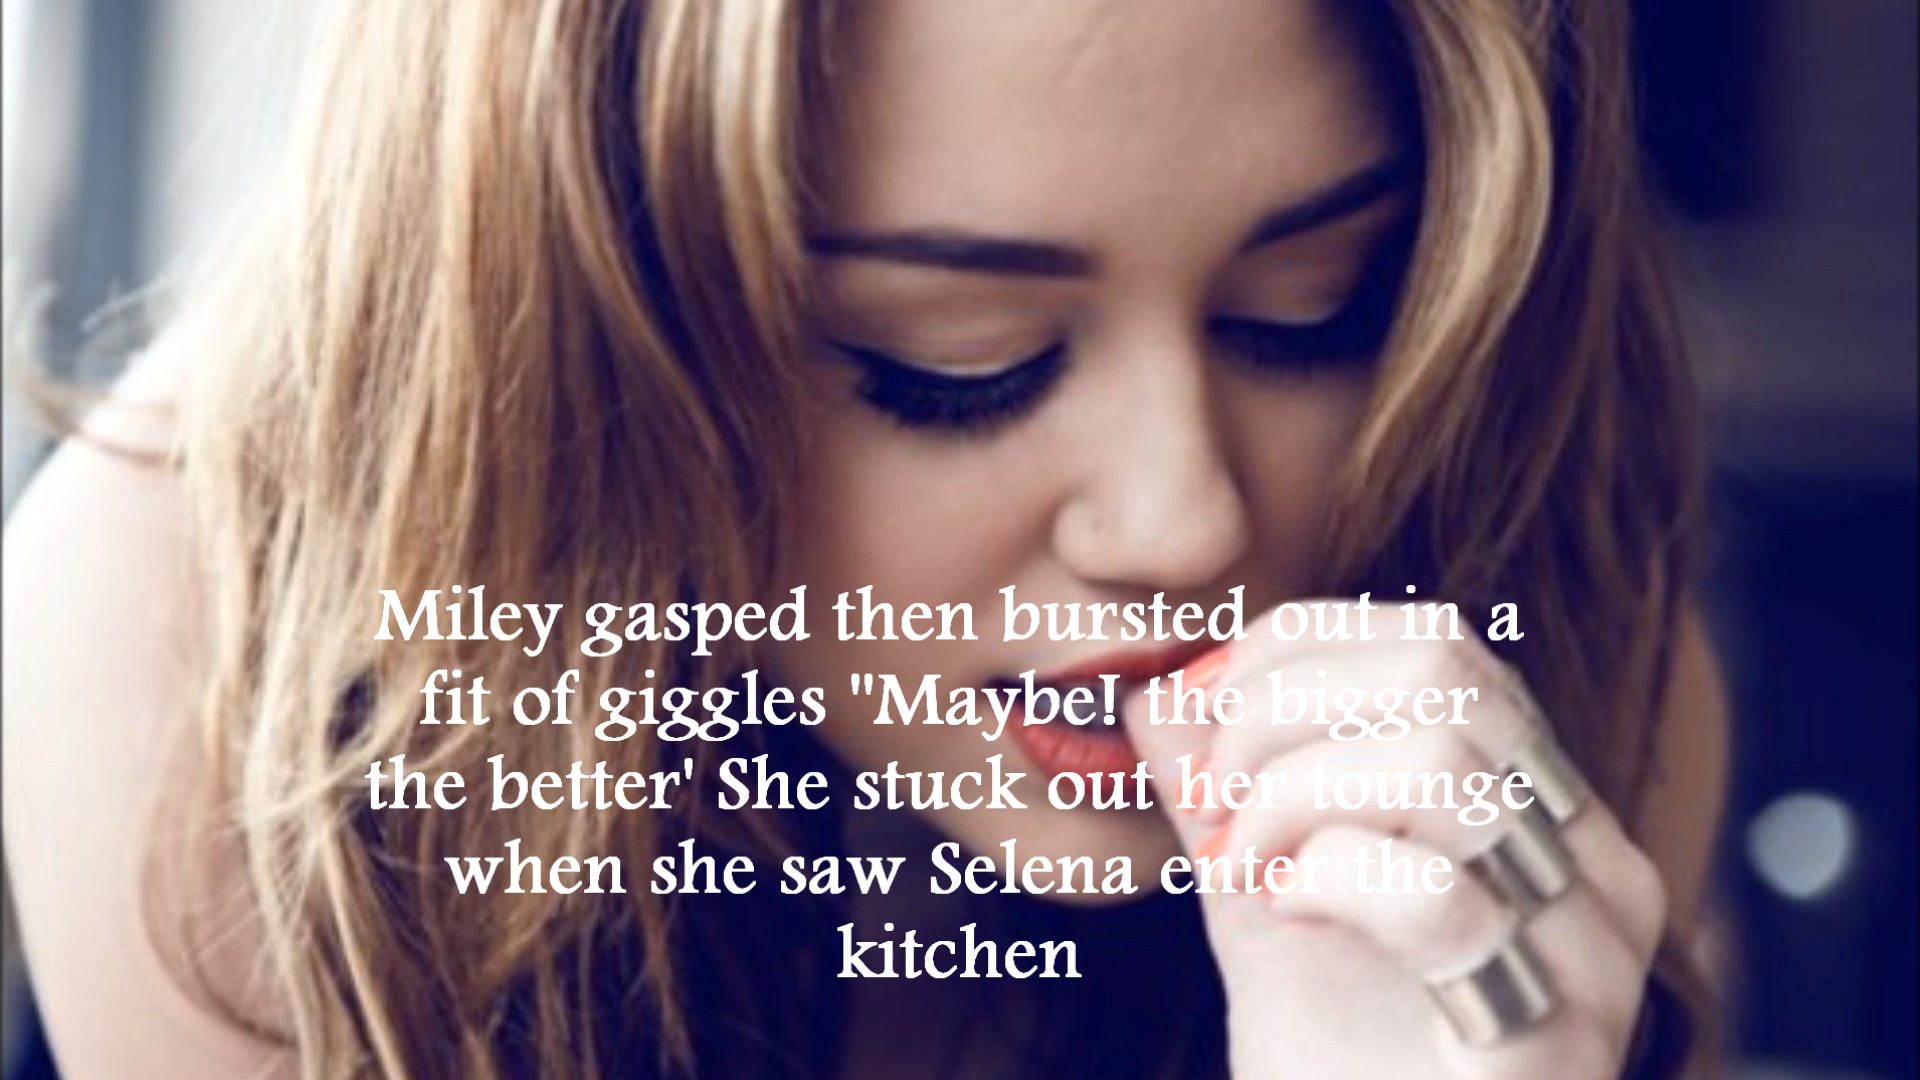 Miley gasped then bursted out in a
fit of giggles "Maybe! the bigger
the better' She stuck out her tounge
when she saw Selena enter the
kitchen